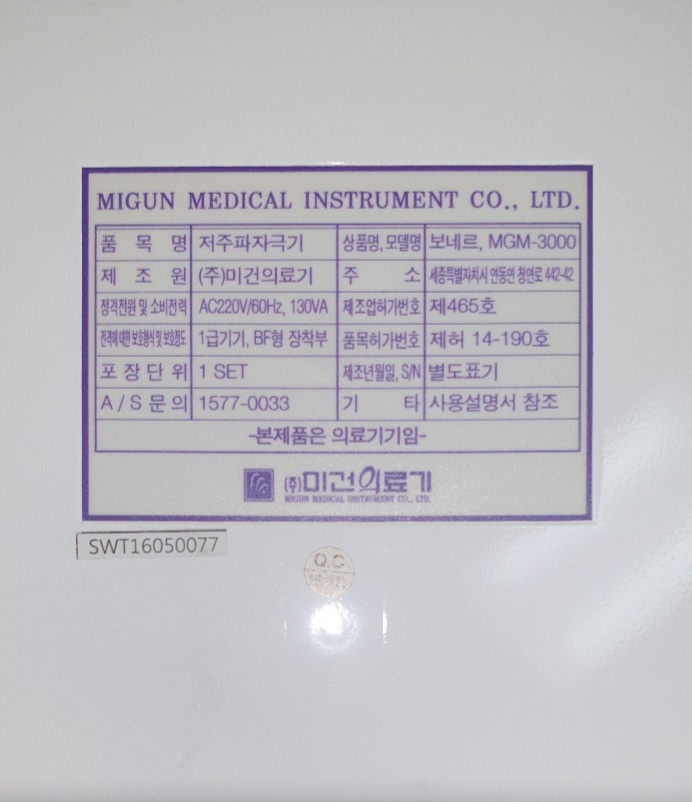 MIGUN MEDICAL INSTRUMENT CO., LTD.
품 목 명 저주파자극기 상품명, 모델명 보네르, MGM-3000
제 조 원 (주)미건의료기 주 소 세종특별자치시 연동면 청연로 442-42
정격전원 및 소비전력 AC220V/60Hz, 130VA 제조업허가번호 제465호
전격에 대한 보호형식 및 보호정도 1급기기, BF형 장착부 품목허가번호 제허 14-190호
포 장 단 위 1 SET 제조년월일, S/N 별도표기
A / S 문 의 1577-0033 기 타 사용설명서 참조
-본제품은 의료기기임-
(주)미건의료기
MIGUN MEDICAL INSTRUMENT CO., LTD.
SWT16050077
Q.C